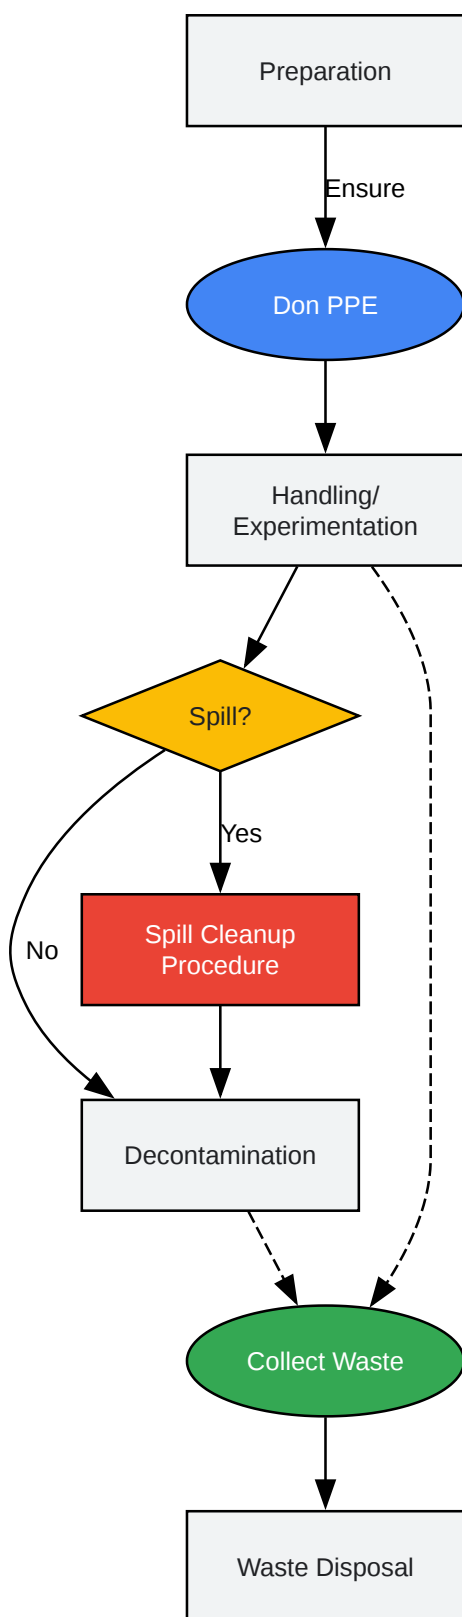 Preparation
Ensure
Don PPE
Handling/
Experimentation
Spill?
Yes
Spill Cleanup
Procedure
No
Decontamination
Collect Waste
Waste Disposal